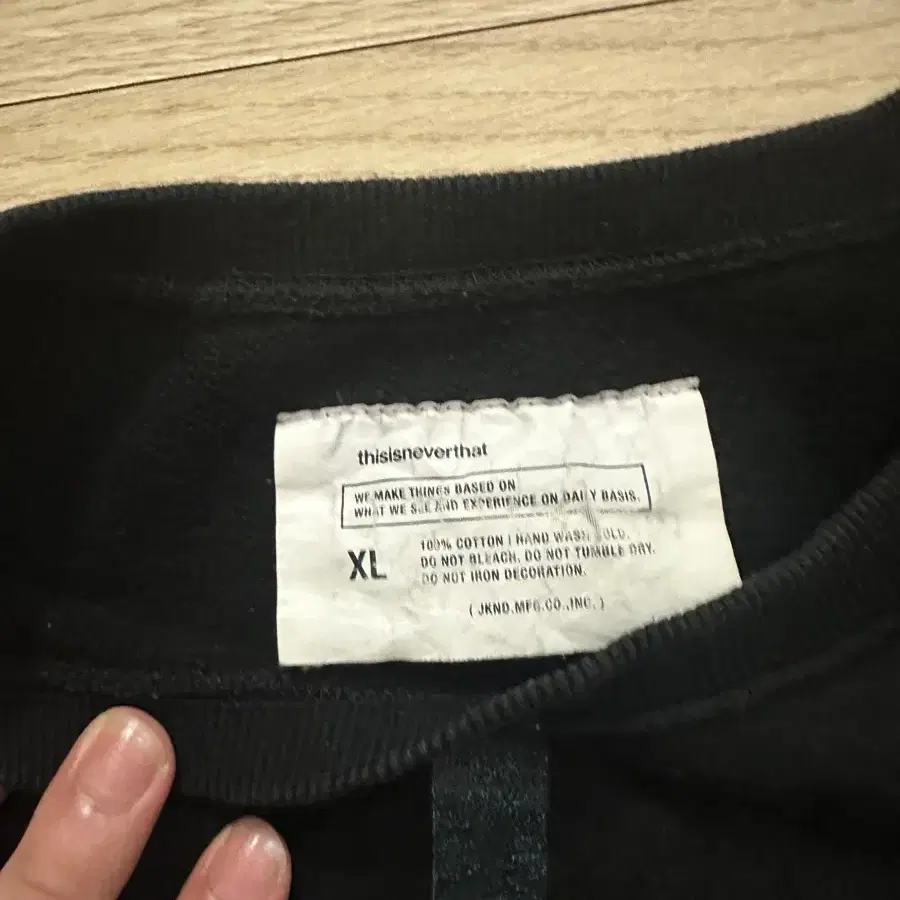 thisisneverthat
WE MAKE THINGS BASED ON
WHAT WE SEE AND EXPERIENCE ON DAILY BASIS.
XL
100% COTTON | HAND WASH COLD.
DO NOT BLEACH. DO NOT TUMBLE DRY.
DO NOT IRON DECORATION.
( JKND.MFG.CO.,INC. )